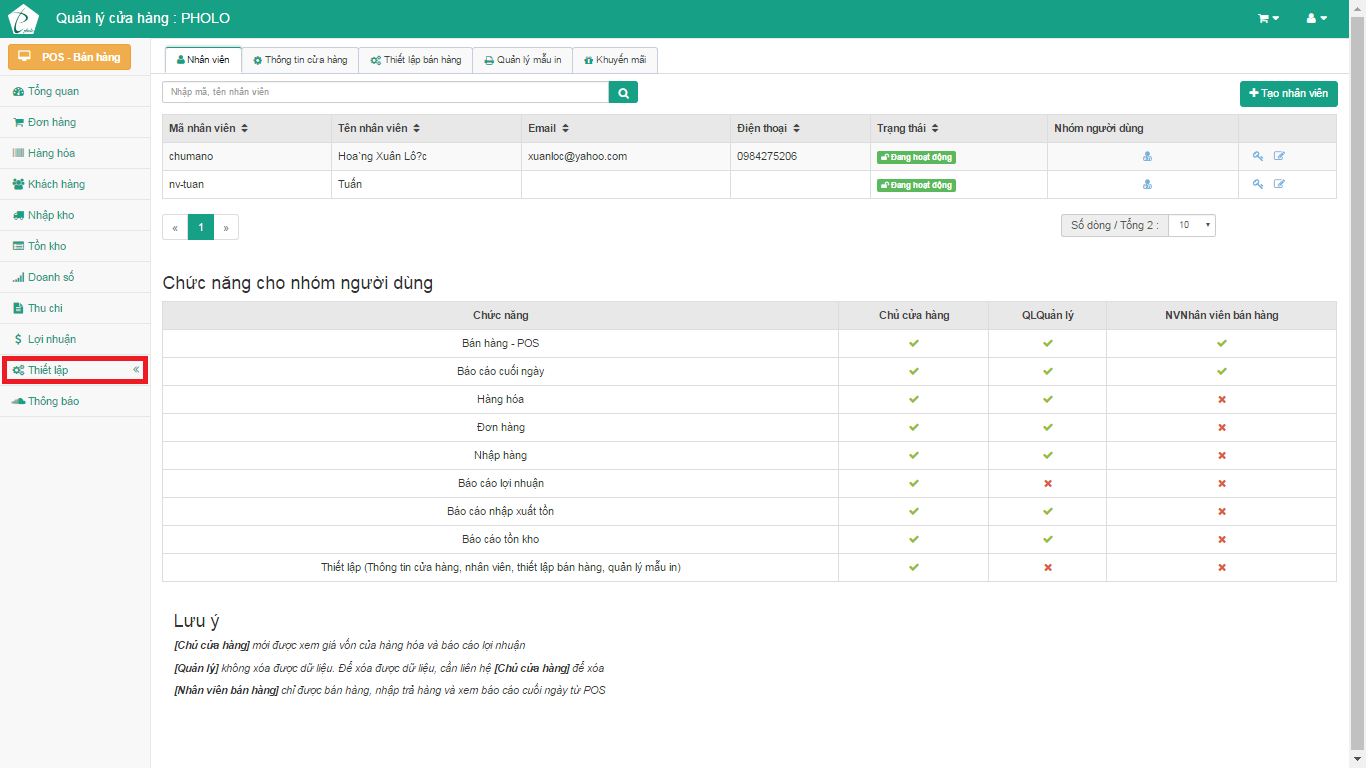 Quản lý cửa hàng : PHOLO
POS - Bán hàng
Tổng quan
Đơn hàng
Hàng hóa
Khách hàng
Nhập kho
Tồn kho
Doanh số
Thu chi
Lợi nhuận
Thiết lập «
Thông báo
Nhân viên Thông tin cửa hàng Thiết lập bán hàng Quản lý mẫu in Khuyến mãi
Nhập mã, tên nhân viên
Tạo nhân viên
Mã nhân viên Tên nhân viên Email Điện thoại Trạng thái Nhóm người dùng
chumano Hoa`ng Xuân Lô?c xuanloc@yahoo.com 0984275206 Đang hoạt động
nv-tuan Tuấn Đang hoạt động
« 1 » Số dòng / Tổng 2 : 10
Chức năng cho nhóm người dùng
Chức năng Chủ cửa hàng QLQuản lý NVNhân viên bán hàng
Bán hàng - POS
Báo cáo cuối ngày
Hàng hóa
Đơn hàng
Nhập hàng
Báo cáo lợi nhuận
Báo cáo nhập xuất tồn
Báo cáo tồn kho
Thiết lập (Thông tin cửa hàng, nhân viên, thiết lập bán hàng, quản lý mẫu in)
Lưu ý
[Chủ cửa hàng] mới được xem giá vốn của hàng hóa và báo cáo lợi nhuận
[Quản lý] không xóa được dữ liệu. Để xóa được dữ liệu, cần liên hệ [Chủ cửa hàng] để xóa
[Nhân viên bán hàng] chỉ được bán hàng, nhập trả hàng và xem báo cáo cuối ngày từ POS